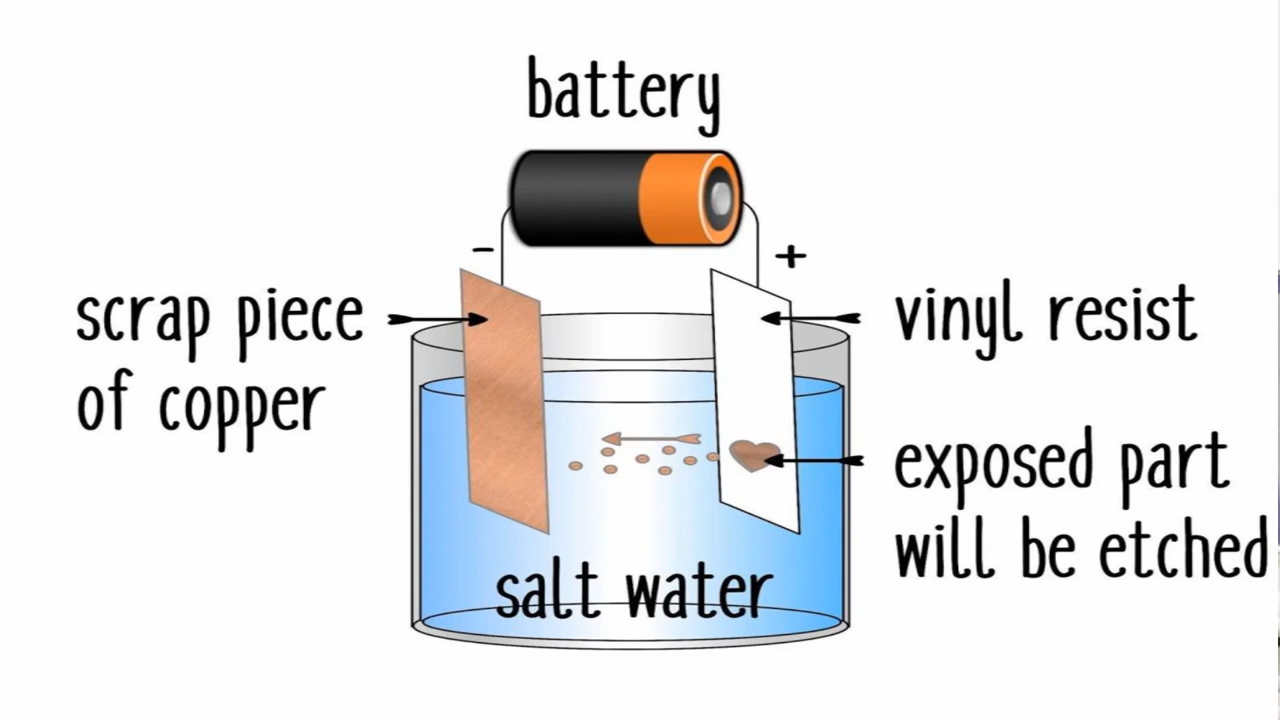 battery
-
+
scrap piece
of copper
vinyl resist
exposed part
will be etched
salt water